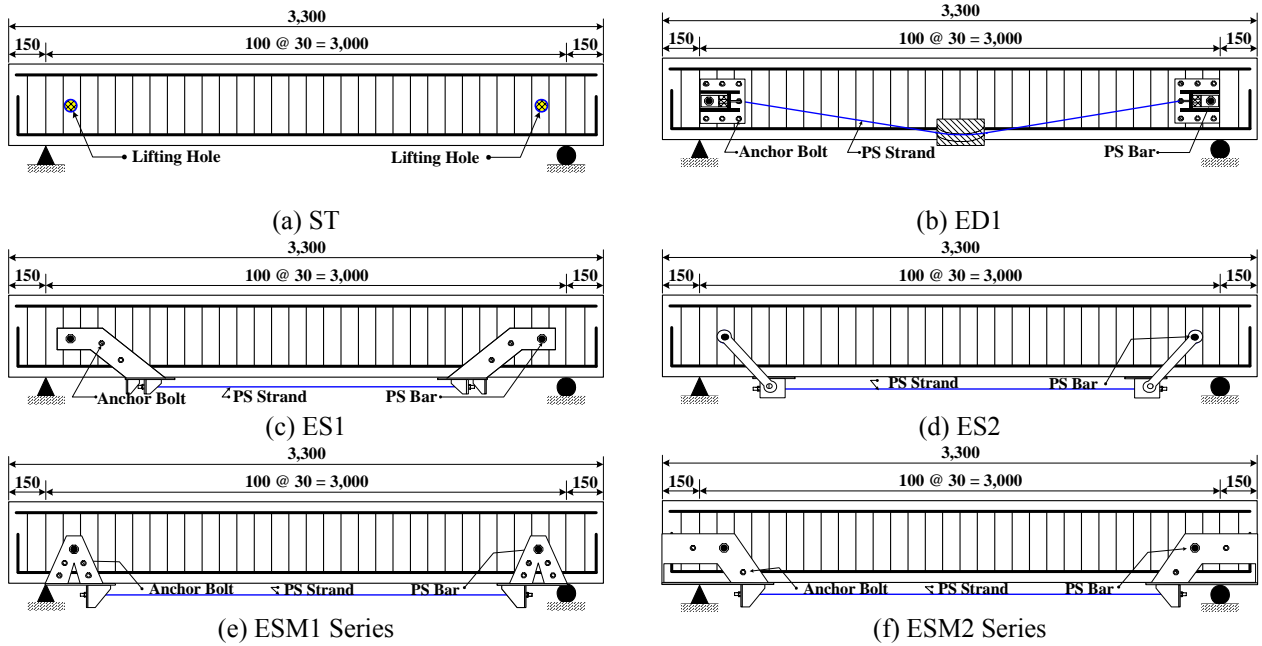 3,300
150
100 @ 30 = 3,000
150
Lifting Hole
Lifting Hole
(a) ST
3,300
150
100 @ 30 = 3,000
150
Anchor Bolt
PS Strand
PS Bar
(b) ED1
3,300
150
100 @ 30 = 3,000
150
Anchor Bolt
PS Strand
PS Bar
(c) ES1
3,300
150
100 @ 30 = 3,000
150
PS Strand
PS Bar
(d) ES2
3,300
150
100 @ 30 = 3,000
150
Anchor Bolt
PS Strand
PS Bar
(e) ESM1 Series
3,300
150
100 @ 30 = 3,000
150
Anchor Bolt
PS Strand
PS Bar
(f) ESM2 Series